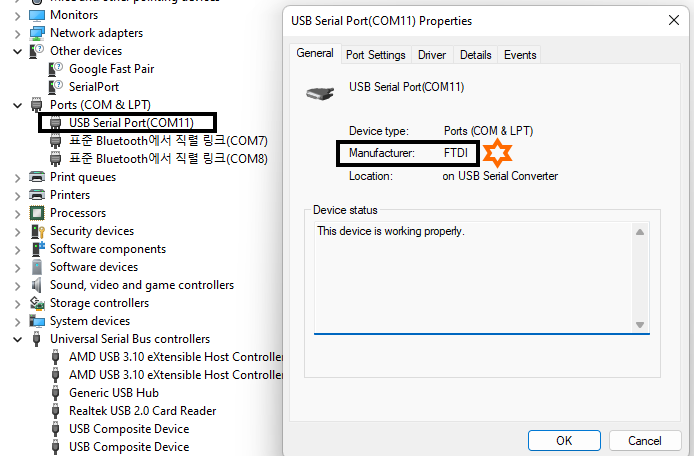 Mice and other pointing devices
Monitors
Network adapters
Other devices
Google Fast Pair
SerialPort
Ports (COM & LPT)
USB Serial Port(COM11)
표준 Bluetooth에서 직렬 링크(COM7)
표준 Bluetooth에서 직렬 링크(COM8)
Print queues
Printers
Processors
Security devices
Software components
Software devices
Sound, video and game controllers
Storage controllers
System devices
Universal Serial Bus controllers
AMD USB 3.10 eXtensible Host Controlle
AMD USB 3.10 eXtensible Host Controlle
Generic USB Hub
Realtek USB 2.0 Card Reader
USB Composite Device
USB Composite Device
USB Serial Port(COM11) Properties
General Port Settings Driver Details Events
USB Serial Port(COM11)
Device type: Ports (COM & LPT)
Manufacturer: FTDI
Location: on USB Serial Converter
Device status
This device is working properly.
OK Cancel